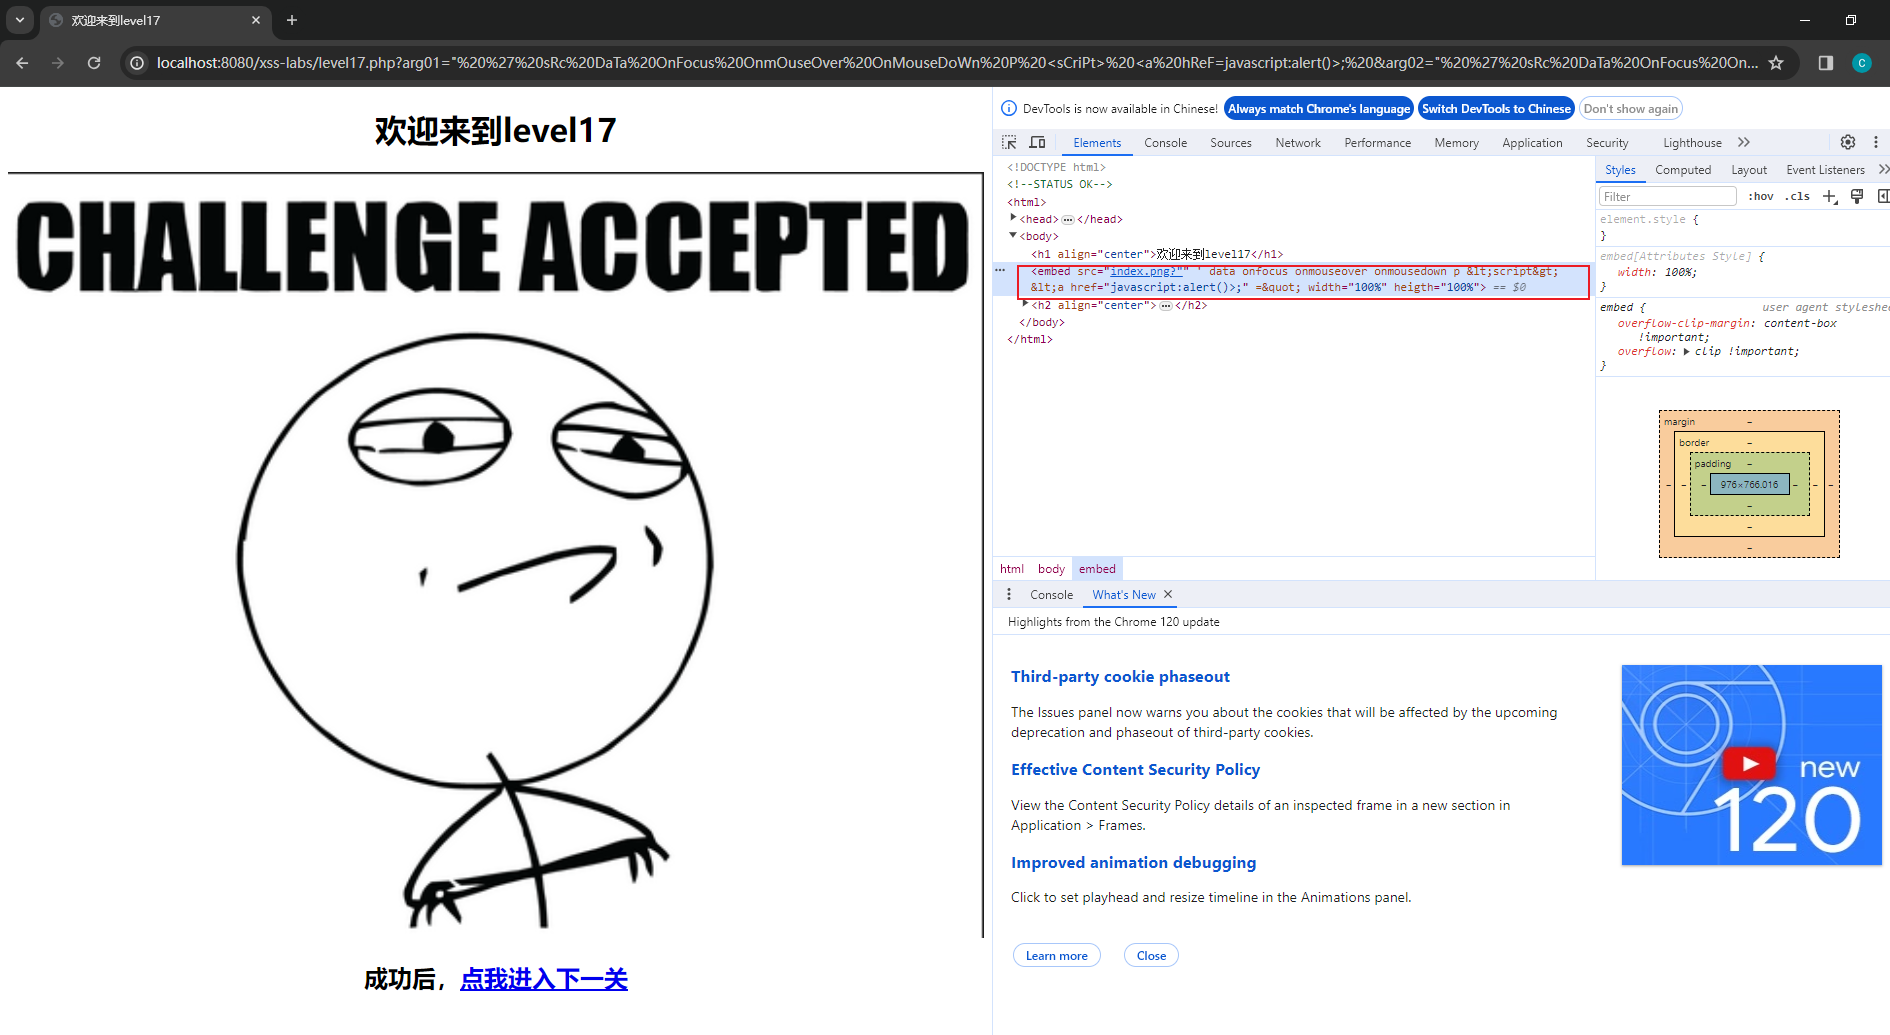 欢迎来到level17
localhost:8080/xss-labs/level17.php?arg01="%20%27%20sRc%20DaTa%20OnFocus%20OnmOuseOver%20OnMouseDoWn%20P%20<sCriPt>%20<a%20hReF=javascript:alert()>;%20&arg02="%20%27%20sRc%20DaTa%20OnFocus%20On...
C
欢迎来到level17
CHALLENGE ACCEPTED
成功后，点我进入下一关
DevTools is now available in Chinese! Always match Chrome's language Switch DevTools to Chinese Don't show again
Elements Console Sources Network Performance Memory Application Security Lighthouse
<!DOCTYPE html>
<!--STATUS OK-->
<html>
<head> … </head>
<body>
<h1 align="center">欢迎来到level17</h1>
<embed src="index.png?"" ' data onfocus onmouseover onmousedown p &lt;script&gt;
&lt;a href="javascript:alert()>;" =&quot; width="100%" heigth="100%"> == $0
<h2 align="center"> … </h2>
</body>
</html>
html body embed
Styles Computed Layout Event Listeners
Filter :hov .cls
element.style {
}
embed[Attributes Style] {
width: 100%;
}
embed { user agent styleshee
overflow-clip-margin: content-box
!important;
overflow: clip !important;
}
margin –
border –
padding –
– – – 976×766.016 – – –
–
–
–
Console What's New
Highlights from the Chrome 120 update
Third-party cookie phaseout
The Issues panel now warns you about the cookies that will be affected by the upcoming
deprecation and phaseout of third-party cookies.
Effective Content Security Policy
View the Content Security Policy details of an inspected frame in a new section in
Application > Frames.
Improved animation debugging
Click to set playhead and resize timeline in the Animations panel.
Learn more Close
new
120